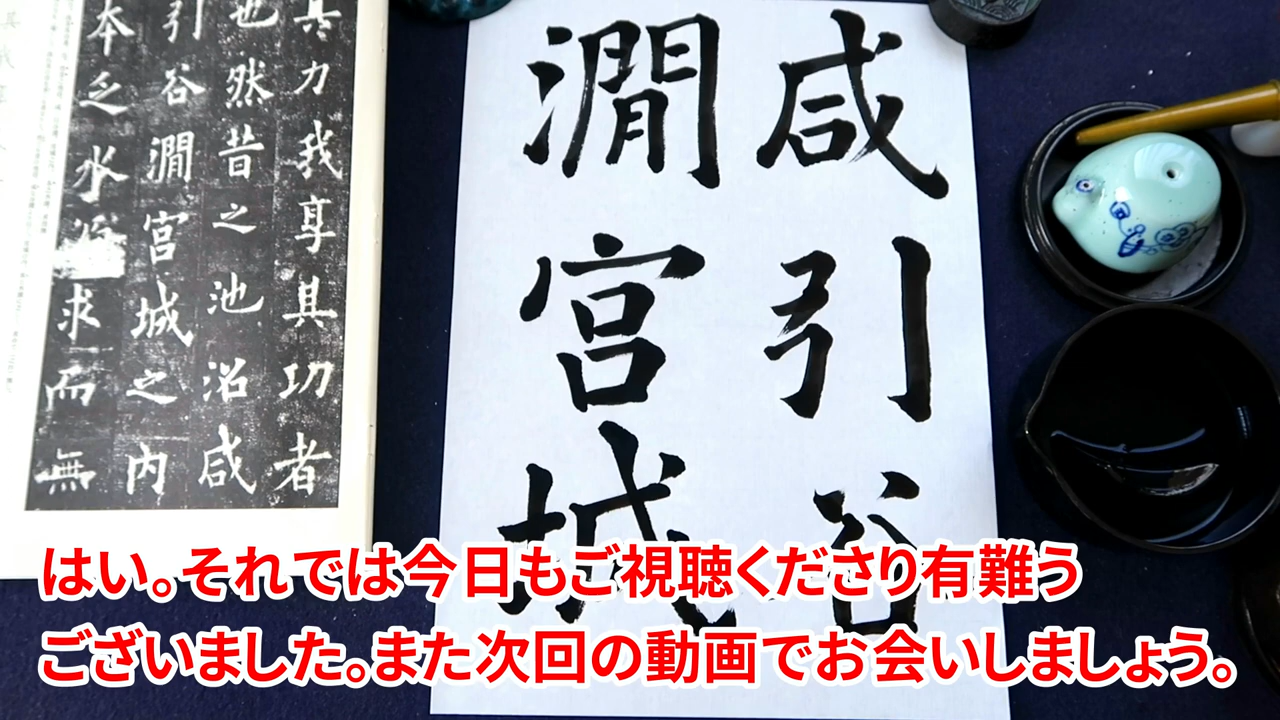 其力我享其功者
也然昔之池沼咸
引谷澗宮城之内
本之水
求而無
咸引谷
澗宮城
はい。それでは今日もご視聴くださり有難う
ございました。また次回の動画でお会いしましょう。